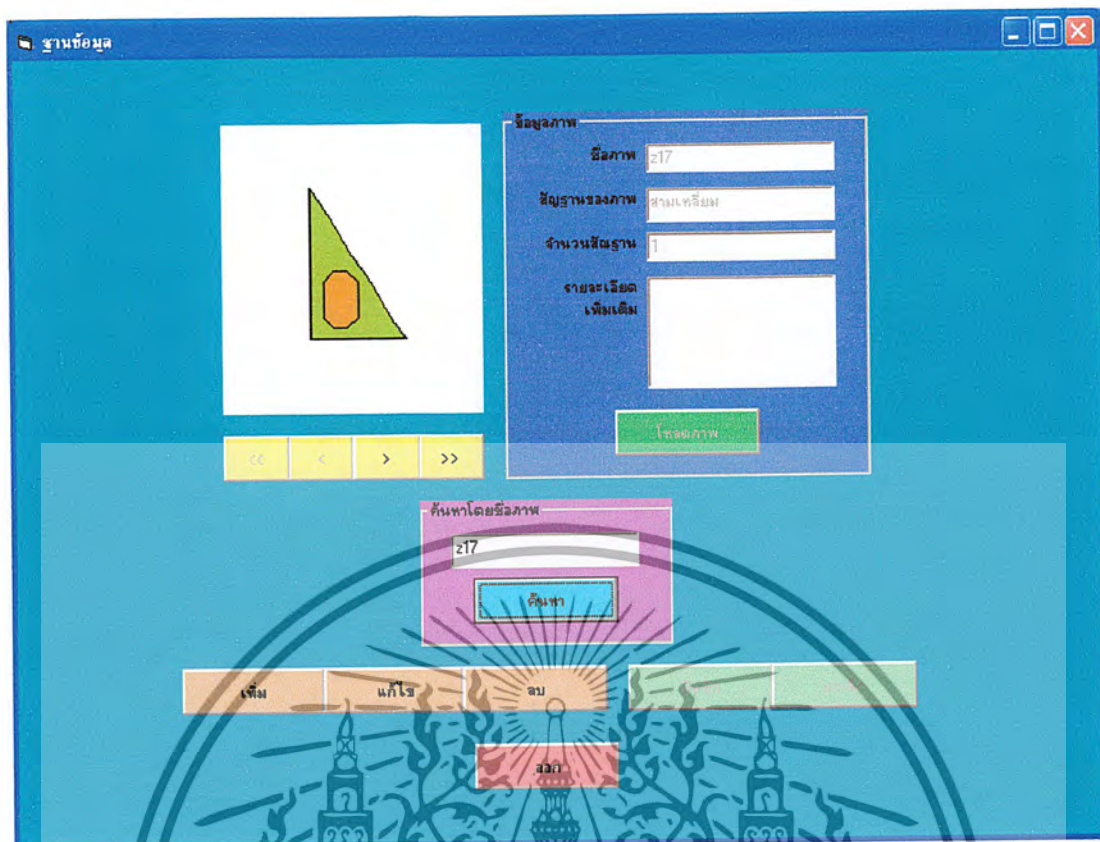 ฐานข้อมูล
ข้อมูลภาพ
ชื่อภาพ z17
สัญฐานของภาพ สามเหลี่ยม
จำนวนสัณฐาน 1
รายละเอียด
เพิ่มเติม
โหลดภาพ
<< < > >>
ค้นหาโดยชื่อภาพ
z17
ค้นหา
เพิ่ม แก้ไข ลบ
ออก